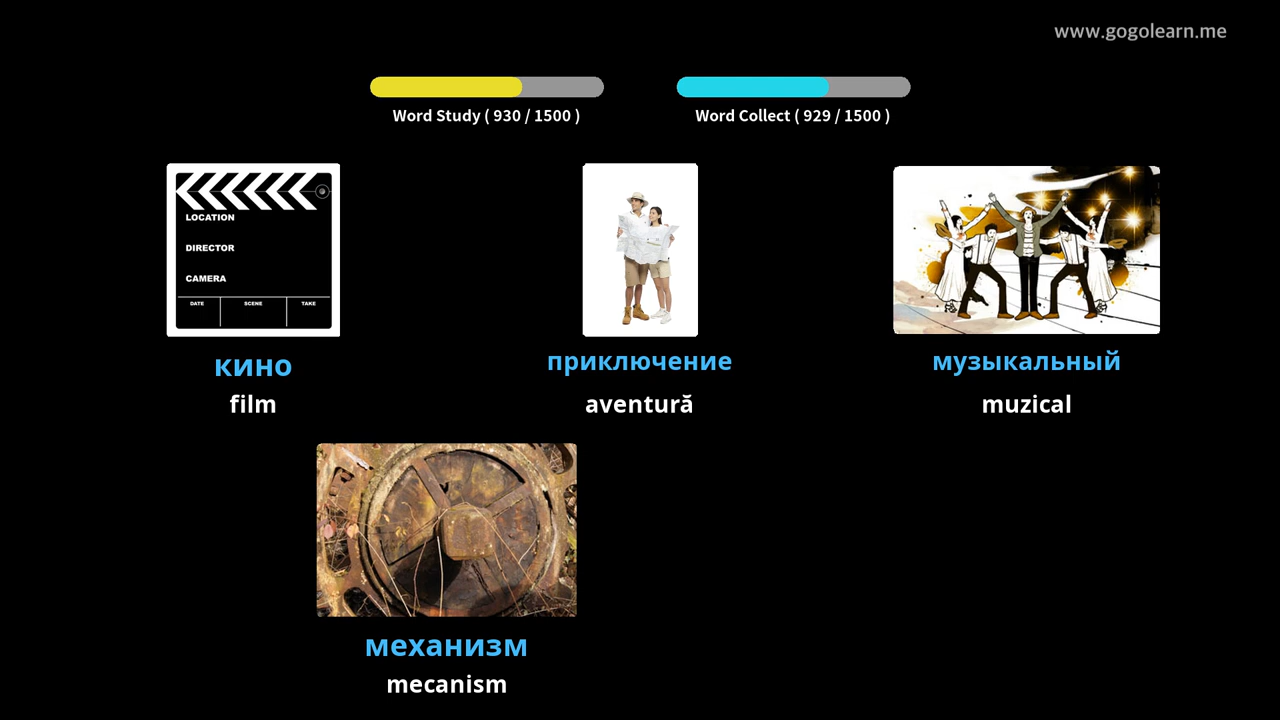 www.gogolearn.me
Word Study ( 930 / 1500 )
Word Collect ( 929 / 1500 )
LOCATION
DIRECTOR
CAMERA
DATE SCENE TAKE
кино
film
приключение
aventură
музыкальный
muzical
механизм
mecanism